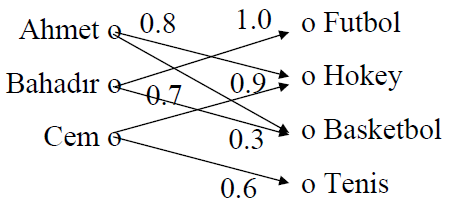 Ahmet o 0.8 1.0 o Futbol
Bahadır o 0.7 0.9 o Hokey
Cem o 0.3 o Basketbol
0.6 o Tenis